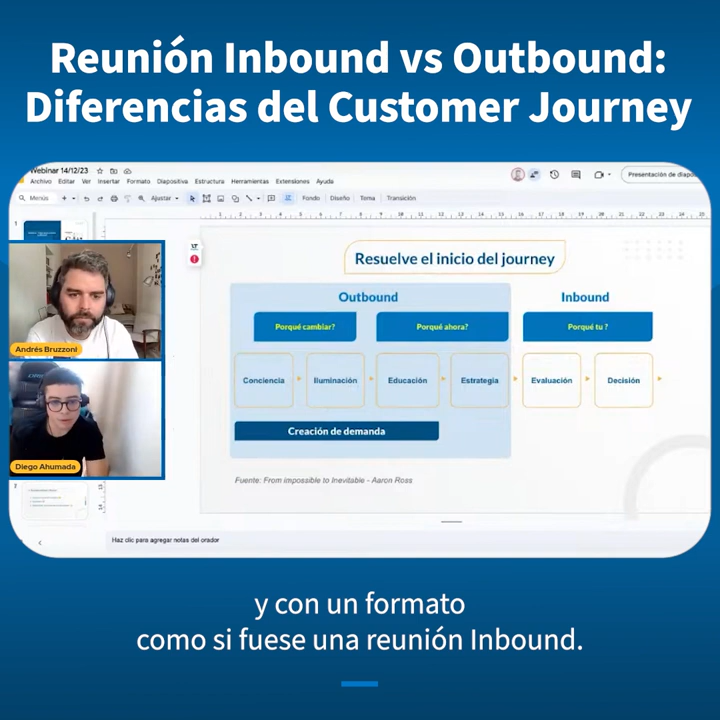 Reunión Inbound vs Outbound:
Diferencias del Customer Journey
Webinar 14/12/23
Archivo Editar Ver Insertar Formato Diapositiva Estructura Herramientas Extensiones Ayuda
Presentación de diapo
Menús
Ajustar
Fondo Diseño Tema Transición
Resuelve el inicio del journey
Outbound Inbound
Porqué cambiar? Porqué ahora? Porqué tu ?
Conciencia Iluminación Educación Estrategia Evaluación Decisión
Creación de demanda
Fuente: From impossible to Inevitable - Aaron Ross
Andrés Bruzzoni
Diego Ahumada
Haz clic para agregar notas del orador
y con un formato
como si fuese una reunión Inbound.